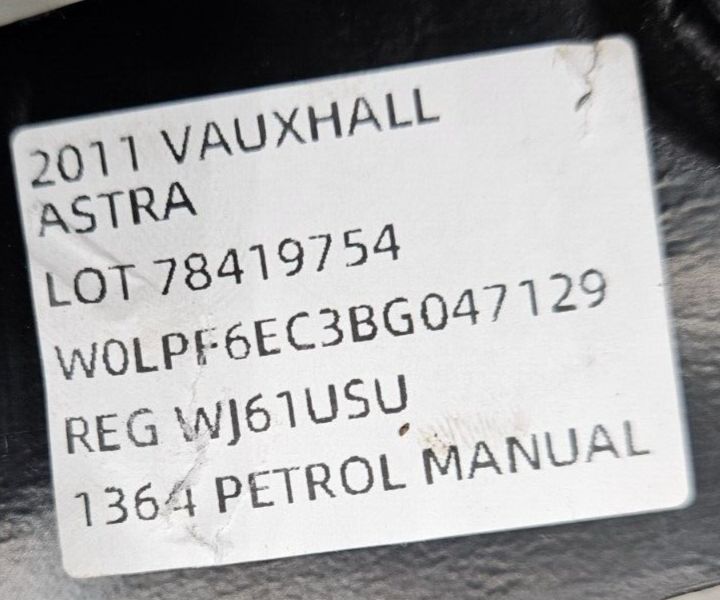 2011 VAUXHALL
ASTRA
LOT 78419754
W0LPF6EC3BG047129
REG WJ61USU
1364 PETROL MANUAL